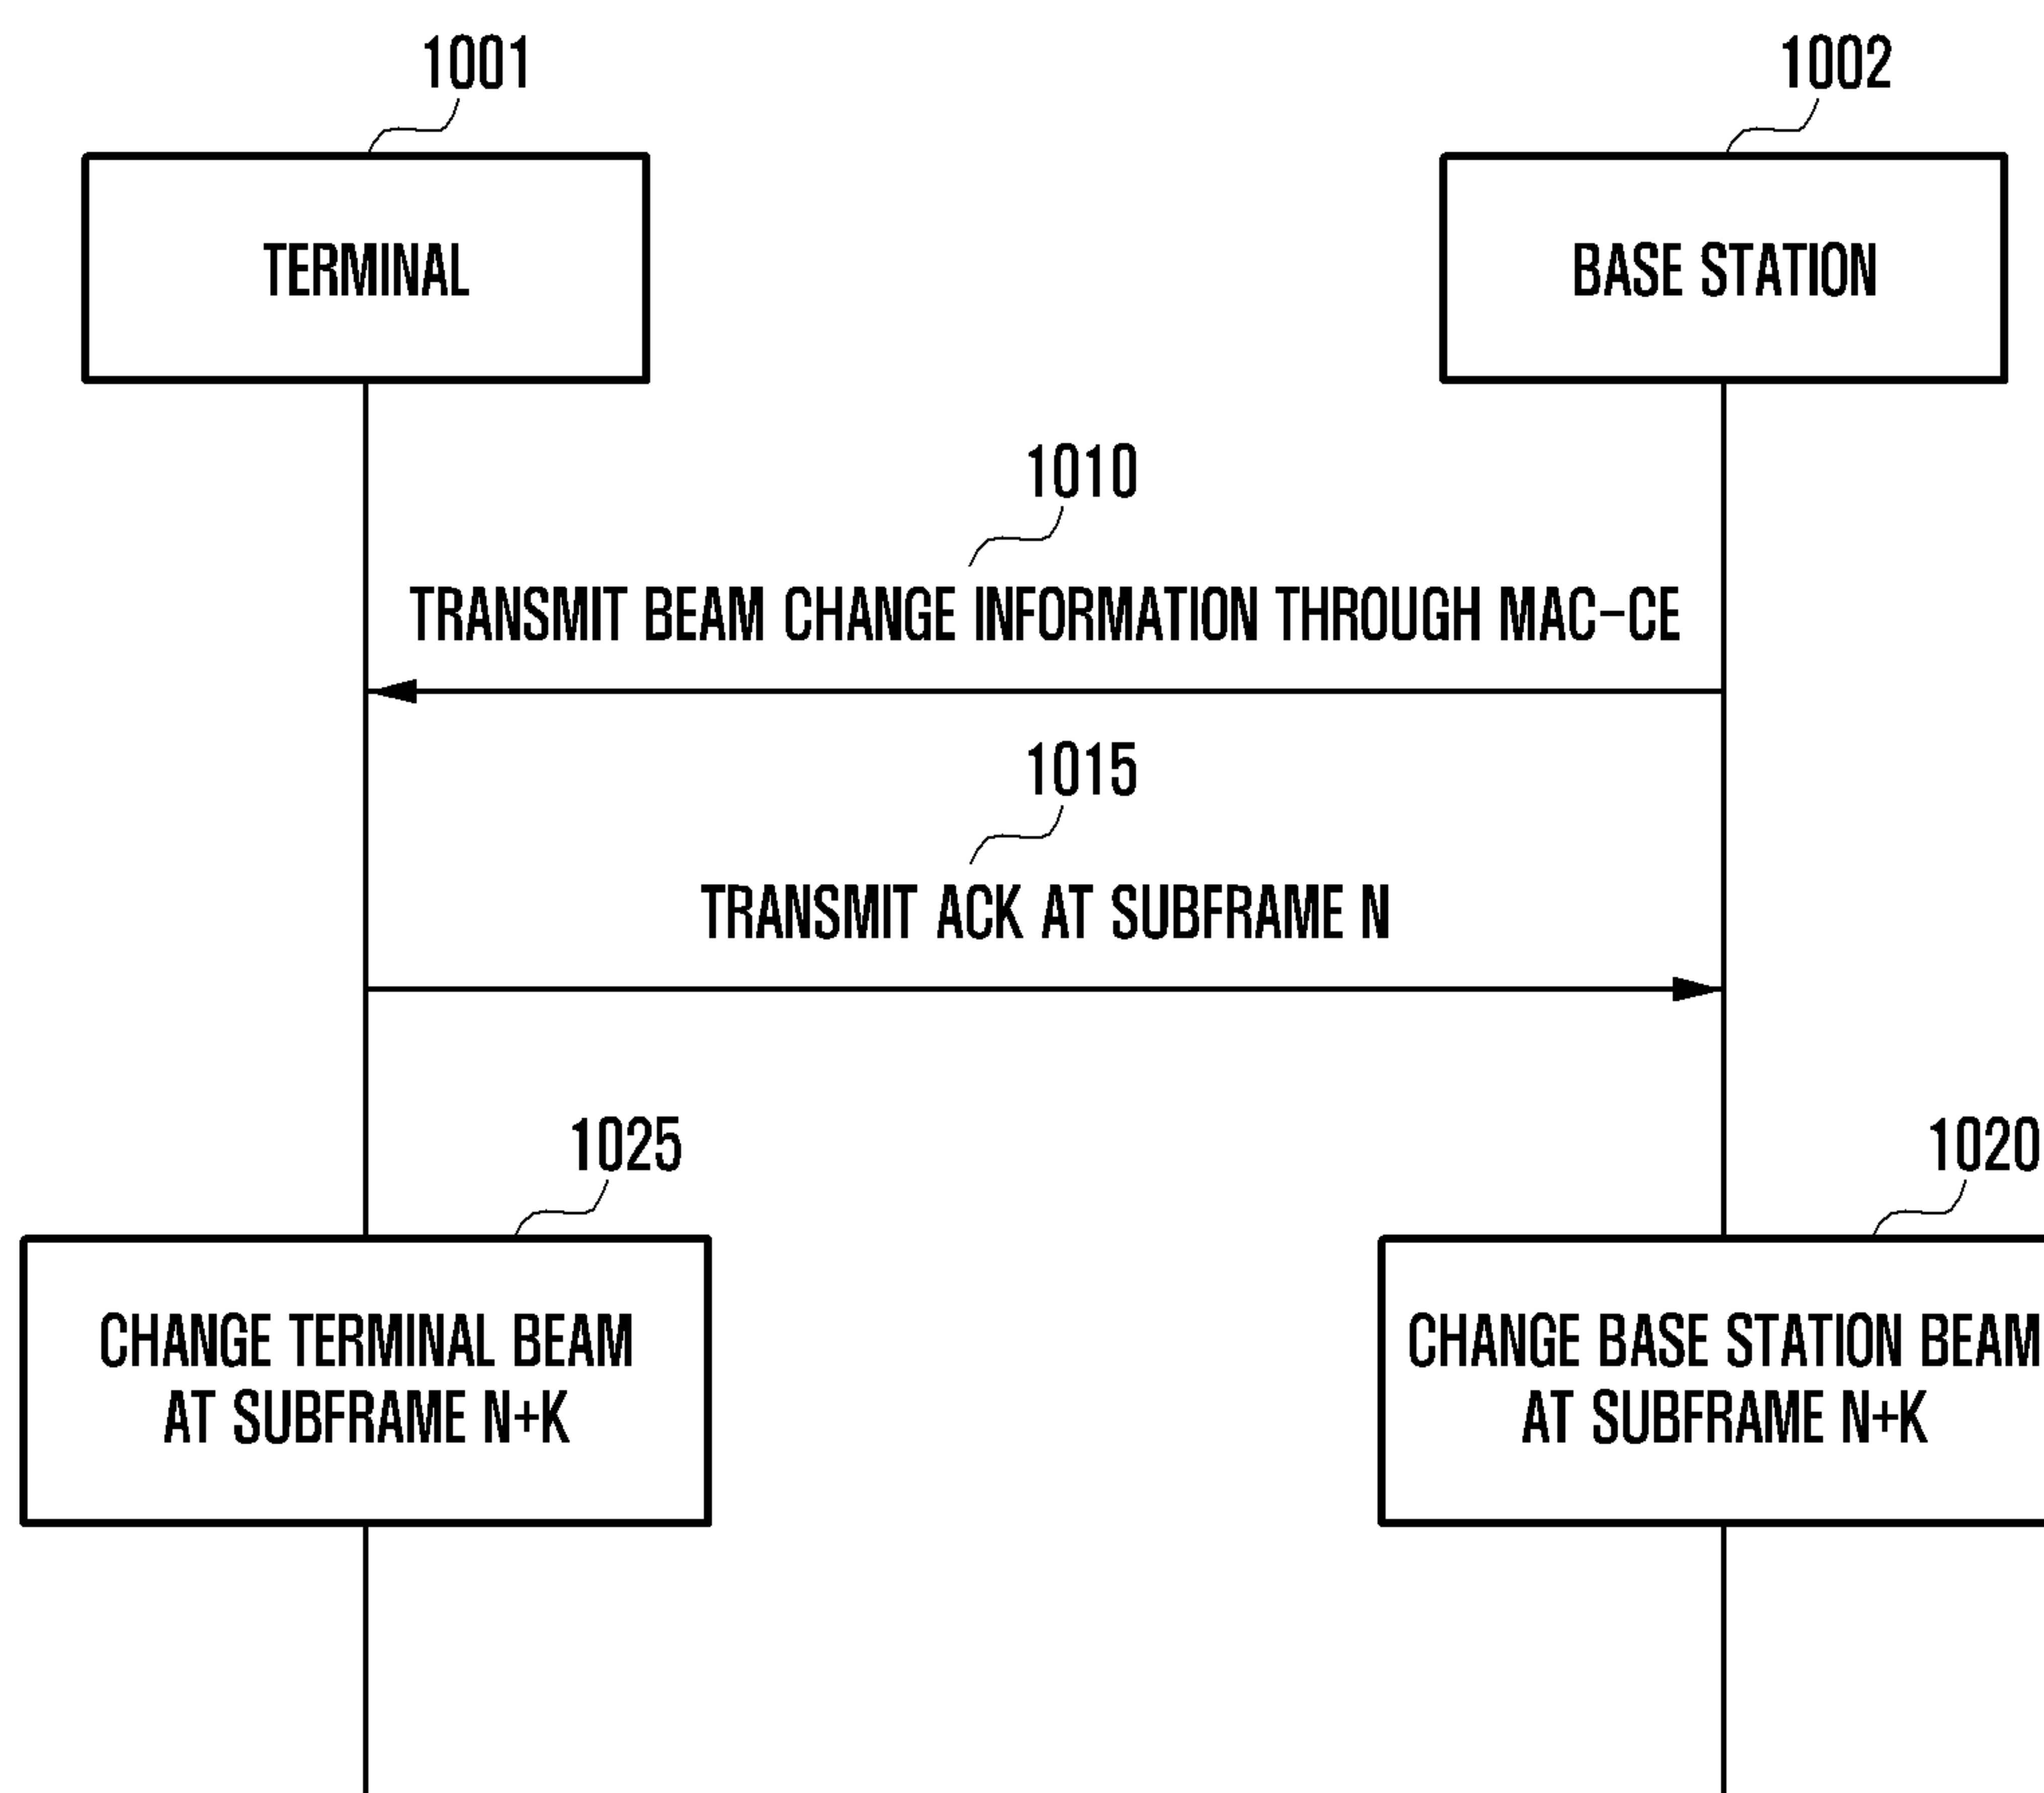 1001
1002
TERMINAL
BASE STATION
1010
TRANSMIT BEAM CHANGE INFORMATION THROUGH MAC-CE
1015
TRANSMIT ACK AT SUBFRAME N
1025
1020
CHANGE TERMINAL BEAM
AT SUBFRAME N+K
CHANGE BASE STATION BEAM
AT SUBFRAME N+K